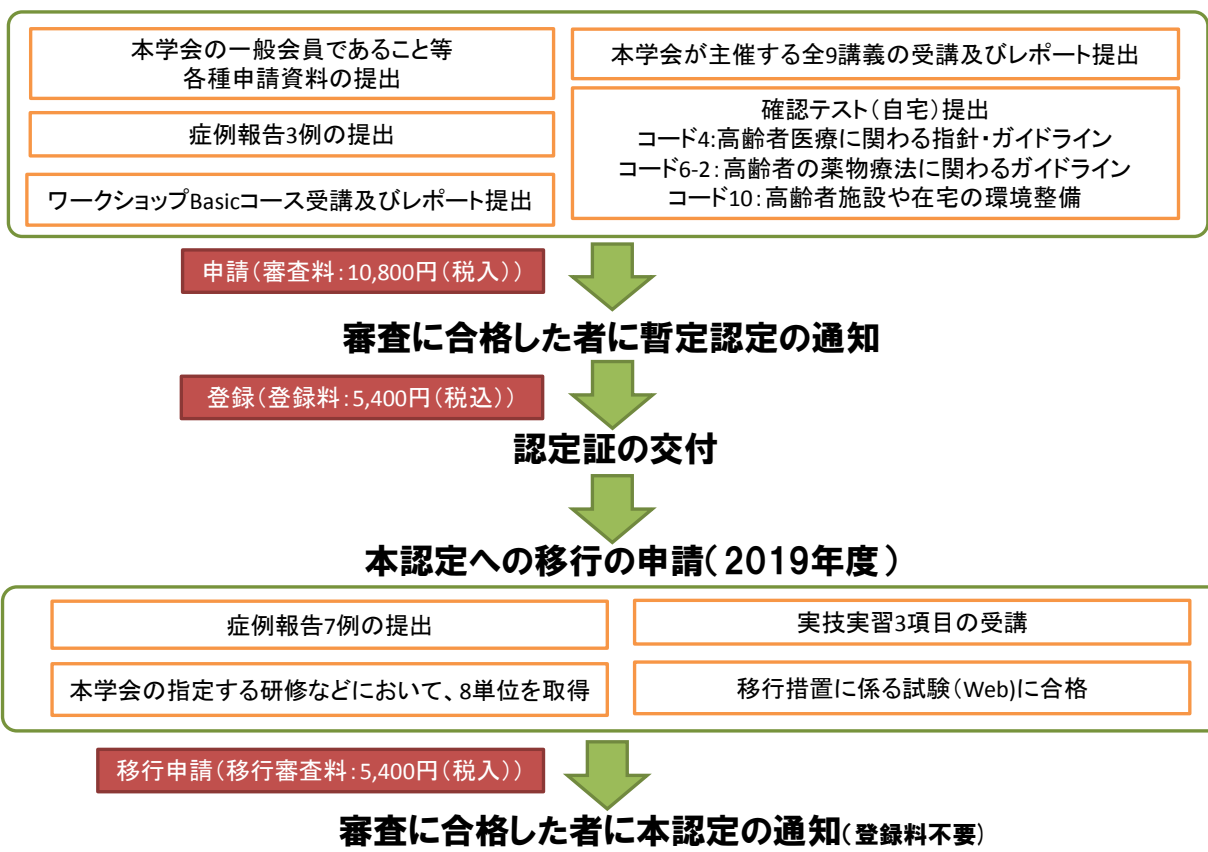 本学会の一般会員であること等
各種申請資料の提出
症例報告3例の提出
ワークショップBasicコース受講及びレポート提出
本学会が主催する全9講義の受講及びレポート提出
確認テスト(自宅)提出
コード4:高齢者医療に関わる指針・ガイドライン
コード6-2:高齢者の薬物療法に関わるガイドライン
コード10:高齢者施設や在宅の環境整備
申請(審査料:10,800円(税入))
審査に合格した者に暫定認定の通知
登録(登録料:5,400円(税込))
認定証の交付
本認定への移行の申請(2019年度)
症例報告7例の提出
実技実習3項目の受講
本学会の指定する研修などにおいて、8単位を取得
移行措置に係る試験(Web)に合格
移行申請(移行審査料:5,400円(税入))
審査に合格した者に本認定の通知(登録料不要)